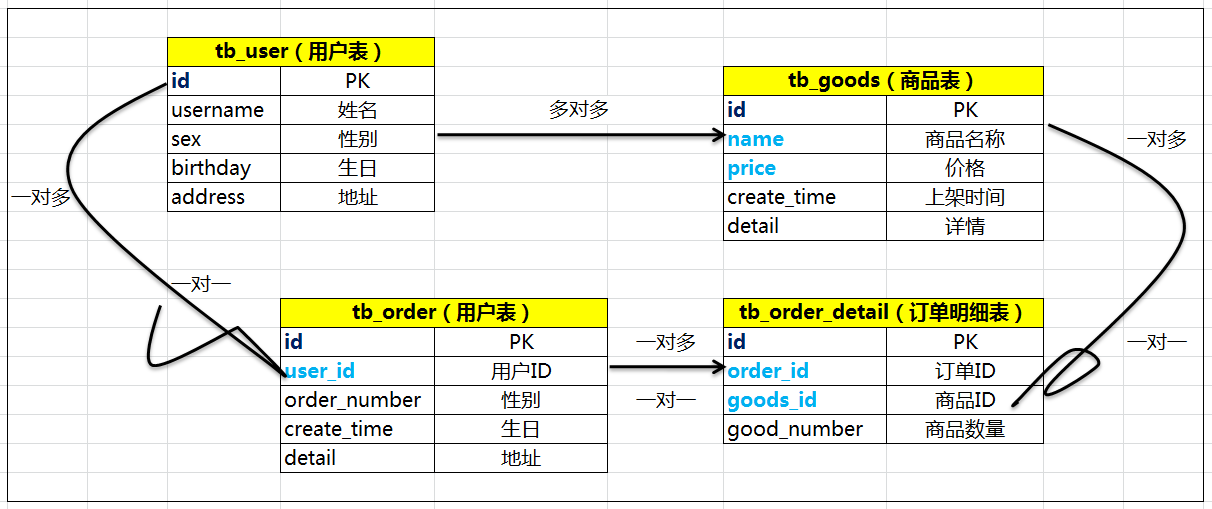 tb_user（用户表）
id PK
username 姓名
sex 性别
birthday 生日
address 地址
多对多
tb_goods（商品表）
id PK
name 商品名称
price 价格
create_time 上架时间
detail 详情
一对多
一对多
一对一
tb_order（用户表）
id PK
user_id 用户ID
order_number 性别
create_time 生日
detail 地址
一对多
一对一
tb_order_detail（订单明细表）
id PK
order_id 订单ID
goods_id 商品ID
good_number 商品数量
一对一